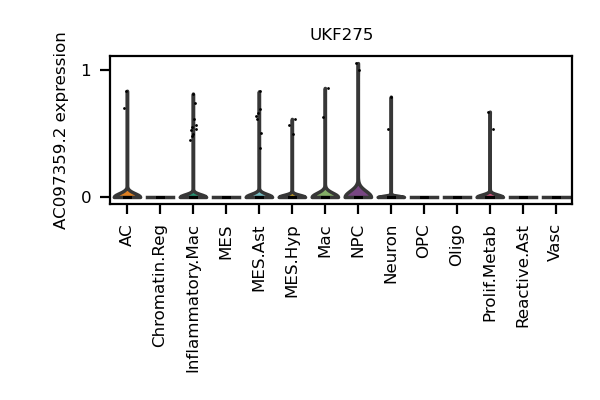 UKF275
AC097359.2 expression
1
0
AC
Chromatin.Reg
Inflammatory.Mac
MES
MES.Ast
MES.Hyp
Mac
NPC
Neuron
OPC
Oligo
Prolif.Metab
Reactive.Ast
Vasc